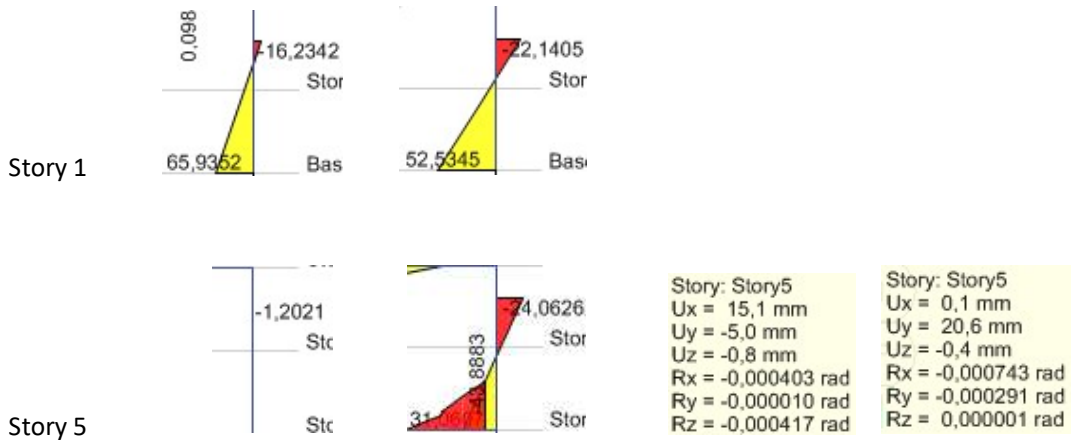 0,098
-16,2342
Stor
65,9352
Bas
-22,1405
Stor
52,5345
Base
Story 1
-1,2021
Stc
Stc
-24,0626
Stor
8883
Stor
Story: Story5
Ux = 15,1 mm
Uy = -5,0 mm
Uz = -0,8 mm
Rx = -0,000403 rad
Ry = -0,000010 rad
Rz = -0,000417 rad
Story: Story5
Ux = 0,1 mm
Uy = 20,6 mm
Uz = -0,4 mm
Rx = -0,000743 rad
Ry = -0,000291 rad
Rz = 0,000001 rad
Story 5